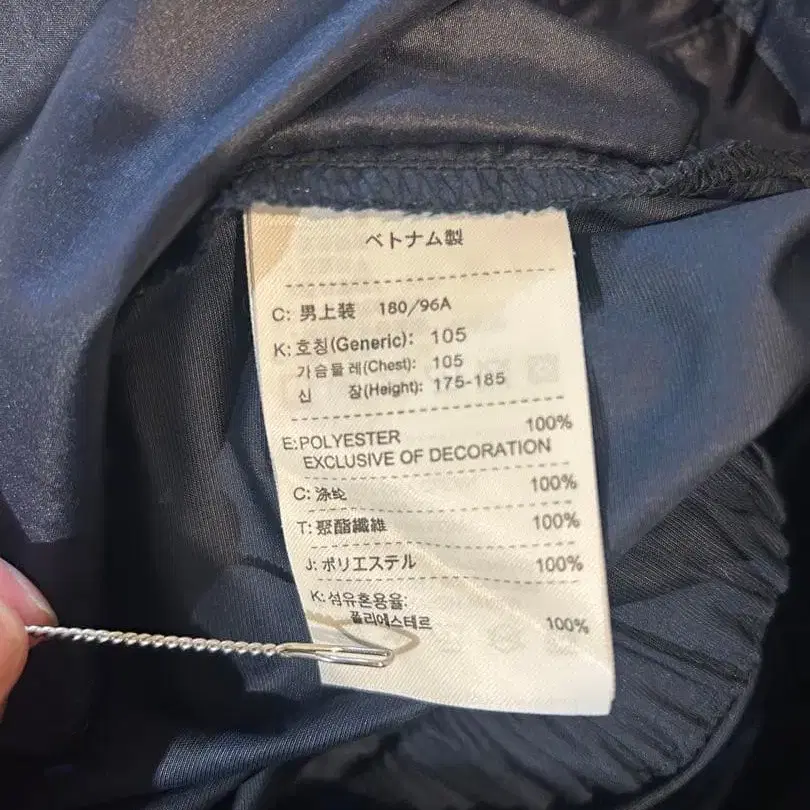 ベトナム製
C: 男上装 180/96A
K: 호칭(Generic): 105
가슴둘레(Chest): 105
신 장(Height): 175-185
E: POLYESTER 100%
EXCLUSIVE OF DECORATION
C: 涤纶 100%
T: 聚酯纖維 100%
J: ポリエステル 100%
K: 섬유혼용율:
폴리에스테르 100%